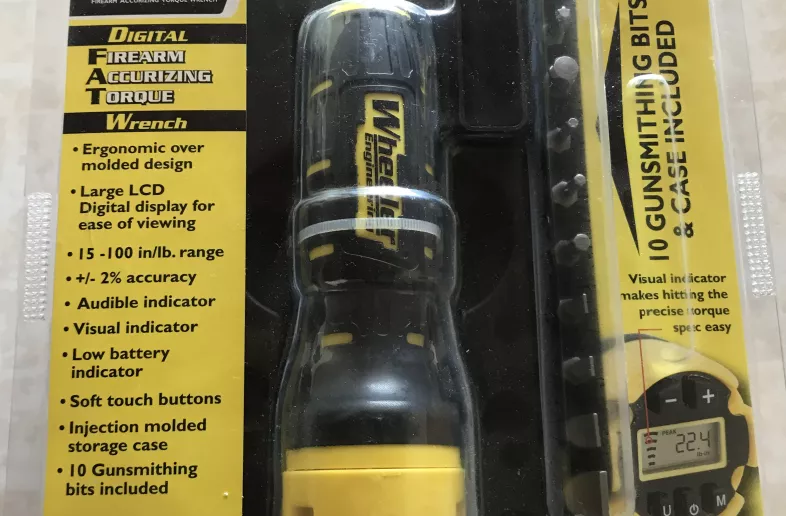 FIREARM ACCURIZING TORQUE WRENCH
DIGITAL
FIREARM
ACCURIZING
TORQUE
Wrench
• Ergonomic over
molded design
• Large LCD
Digital display for
ease of viewing
• 15 -100 in/lb. range
• +/- 2% accuracy
• Audible indicator
• Visual indicator
• Low battery
indicator
• Soft touch buttons
• Injection molded
storage case
• 10 Gunsmithing
bits included
Wheeler
Engineering
10 GUNSMITHING BITS
& CASE INCLUDED
Visual indicator
makes hitting the
precise torque
spec easy
− +
PEAK
22.4
in-lb
U M